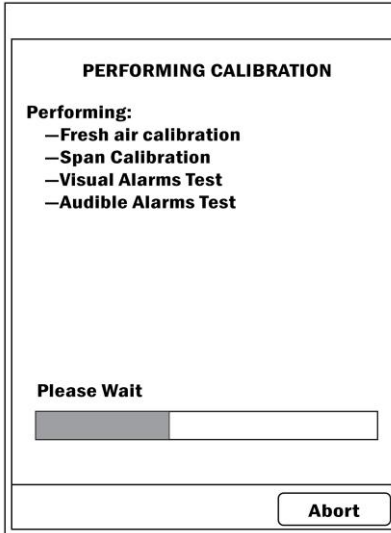 PERFORMING CALIBRATION
Performing:
—Fresh air calibration
—Span Calibration
—Visual Alarms Test
—Audible Alarms Test
Please Wait
Abort